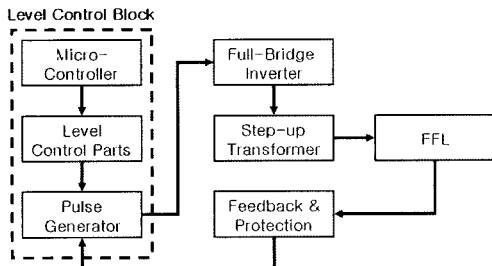 Level Control Block
Micro-
Controller
Level
Control Parts
Pulse
Generator
Full-Bridge
Inverter
Step-up
Transformer
FFL
Feedback &
Protection